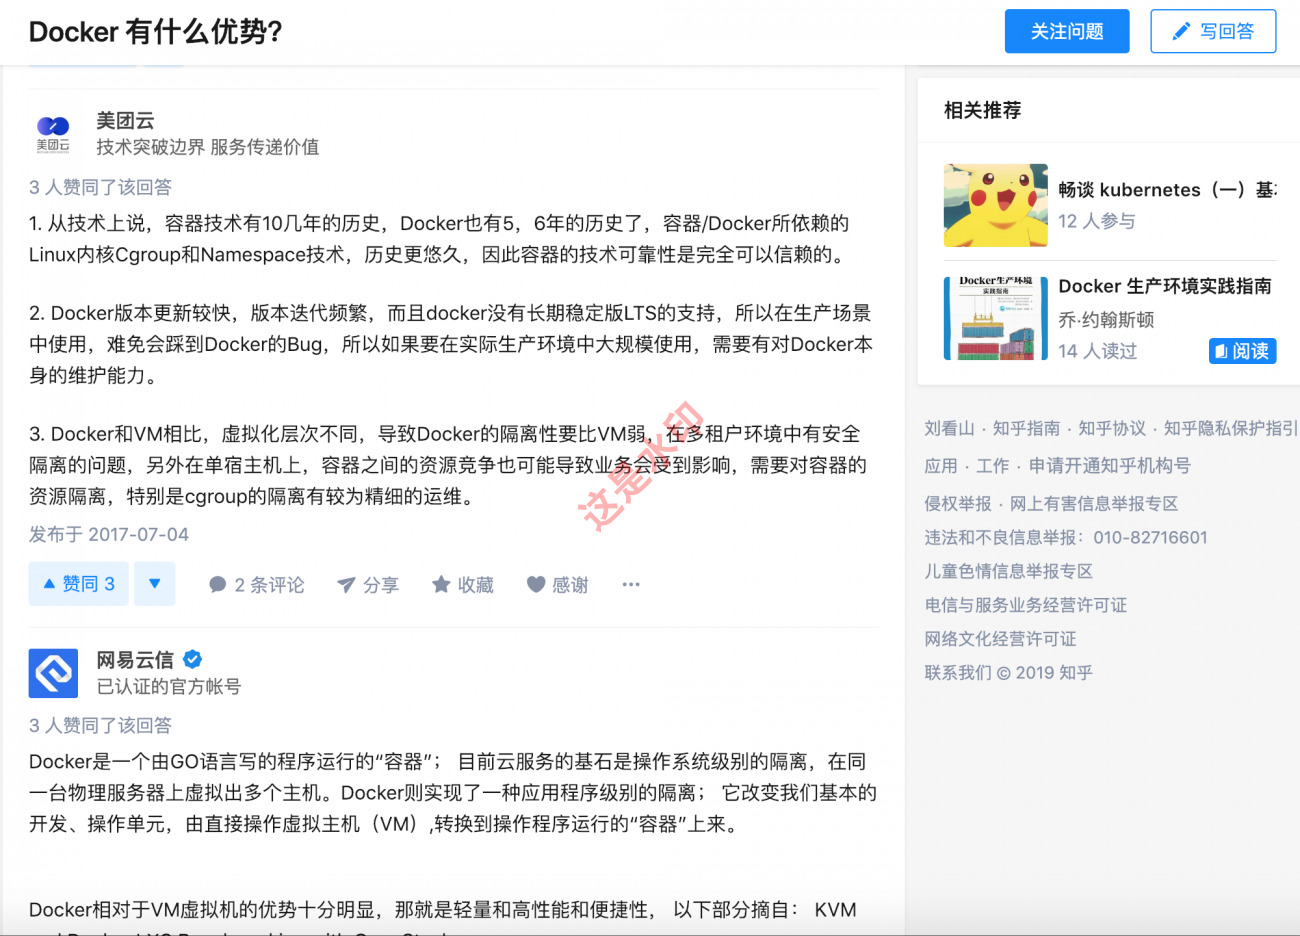 Docker 有什么优势?
关注问题
写回答
美团云
美团云
技术突破边界 服务传递价值
3 人赞同了该回答
1. 从技术上说，容器技术有10几年的历史，Docker也有5，6年的历史了，容器/Docker所依赖的
Linux内核Cgroup和Namespace技术，历史更悠久，因此容器的技术可靠性是完全可以信赖的。
2. Docker版本更新较快，版本迭代频繁，而且docker没有长期稳定版LTS的支持，所以在生产场景
中使用，难免会踩到Docker的Bug，所以如果要在实际生产环境中大规模使用，需要有对Docker本
身的维护能力。
3. Docker和VM相比，虚拟化层次不同，导致Docker的隔离性要比VM弱，在多租户环境中有安全
隔离的问题，另外在单宿主机上，容器之间的资源竞争也可能导致业务会受到影响，需要对容器的
资源隔离，特别是cgroup的隔离有较为精细的运维。
这是水印
发布于 2017-07-04
赞同 3
2 条评论
分享
收藏
感谢
网易云信
已认证的官方帐号
3 人赞同了该回答
Docker是一个由GO语言写的程序运行的“容器”； 目前云服务的基石是操作系统级别的隔离，在同
一台物理服务器上虚拟出多个主机。Docker则实现了一种应用程序级别的隔离； 它改变我们基本的
开发、操作单元，由直接操作虚拟主机（VM）,转换到操作程序运行的“容器”上来。
Docker相对于VM虚拟机的优势十分明显，那就是轻量和高性能和便捷性， 以下部分摘自： KVM
相关推荐
畅谈 kubernetes（一）基
12 人参与
Docker生产环境
实践指南
Docker 生产环境实践指南
乔·约翰斯顿
14 人读过
阅读
刘看山 · 知乎指南 · 知乎协议 · 知乎隐私保护指引
应用 · 工作 · 申请开通知乎机构号
侵权举报 · 网上有害信息举报专区
违法和不良信息举报：010-82716601
儿童色情信息举报专区
电信与服务业务经营许可证
网络文化经营许可证
联系我们 © 2019 知乎